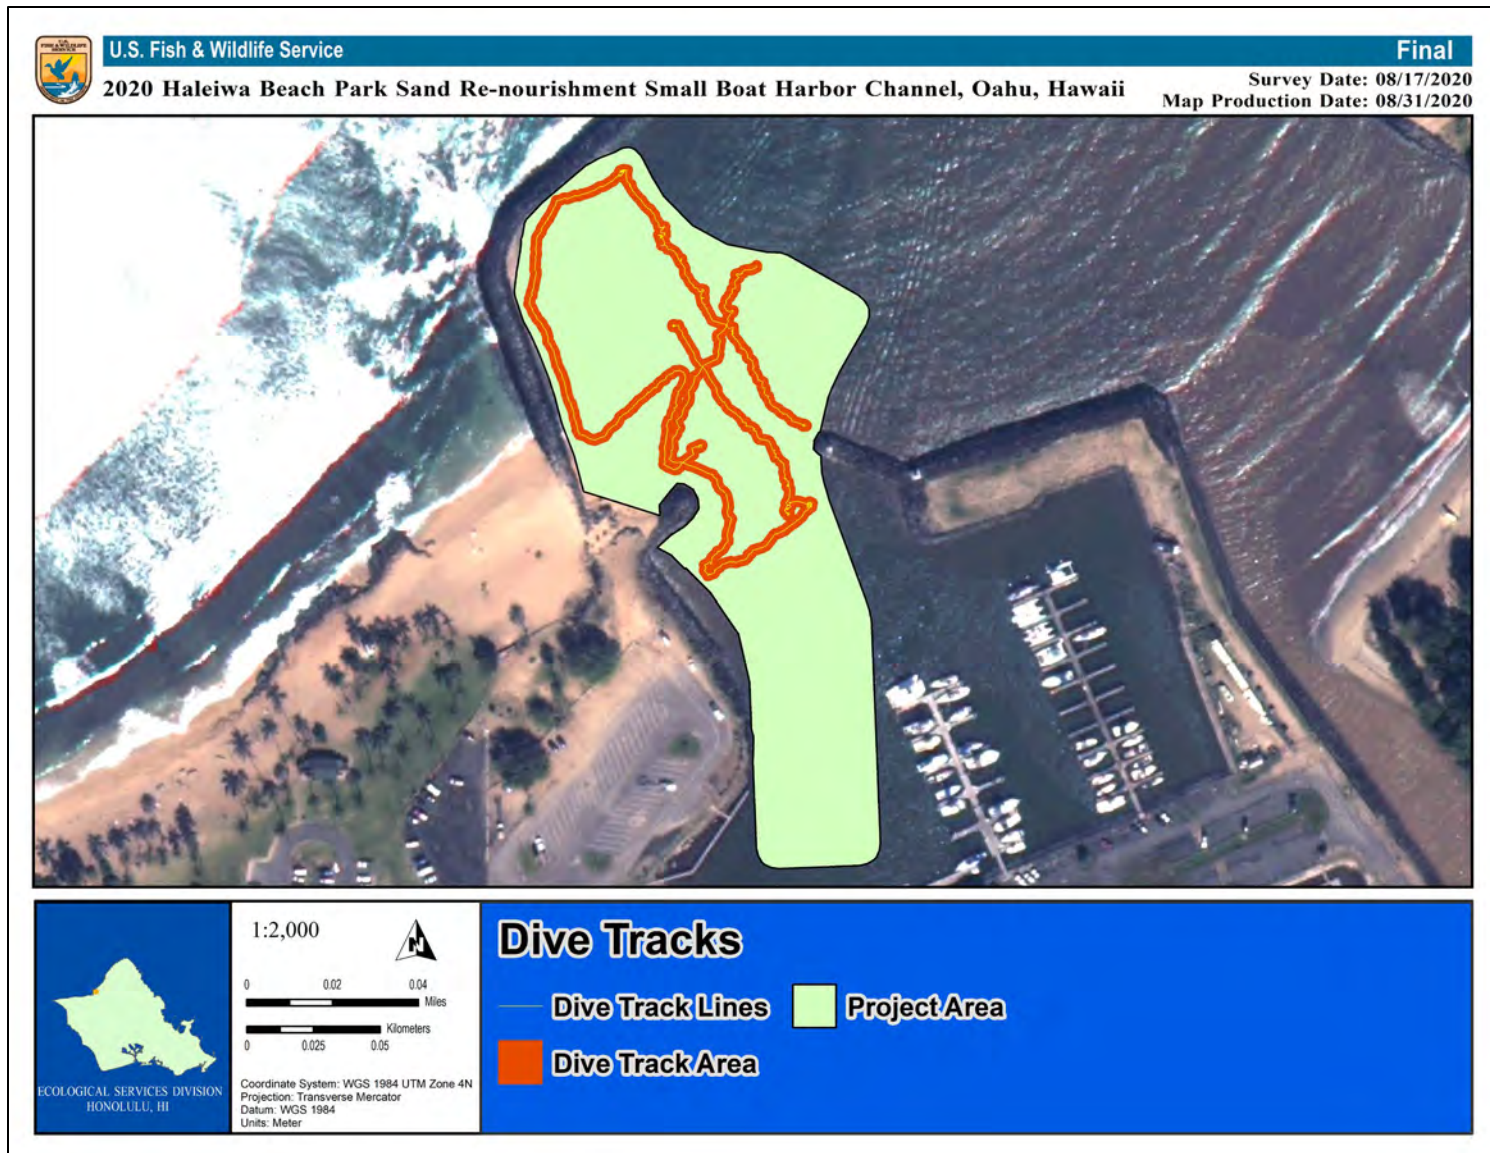 U.S.
FISH & WILDLIFE
SERVICE
U.S. Fish & Wildlife Service
Final
2020 Haleiwa Beach Park Sand Re-nourishment Small Boat Harbor Channel, Oahu, Hawaii
Survey Date: 08/17/2020
Map Production Date: 08/31/2020
ECOLOGICAL SERVICES DIVISION
HONOLULU, HI
1:2,000
N
0 0.02 0.04
Miles
Kilometers
0 0.025 0.05
Coordinate System: WGS 1984 UTM Zone 4N
Projection: Transverse Mercator
Datum: WGS 1984
Units: Meter
Dive Tracks
Dive Track Lines
Project Area
Dive Track Area